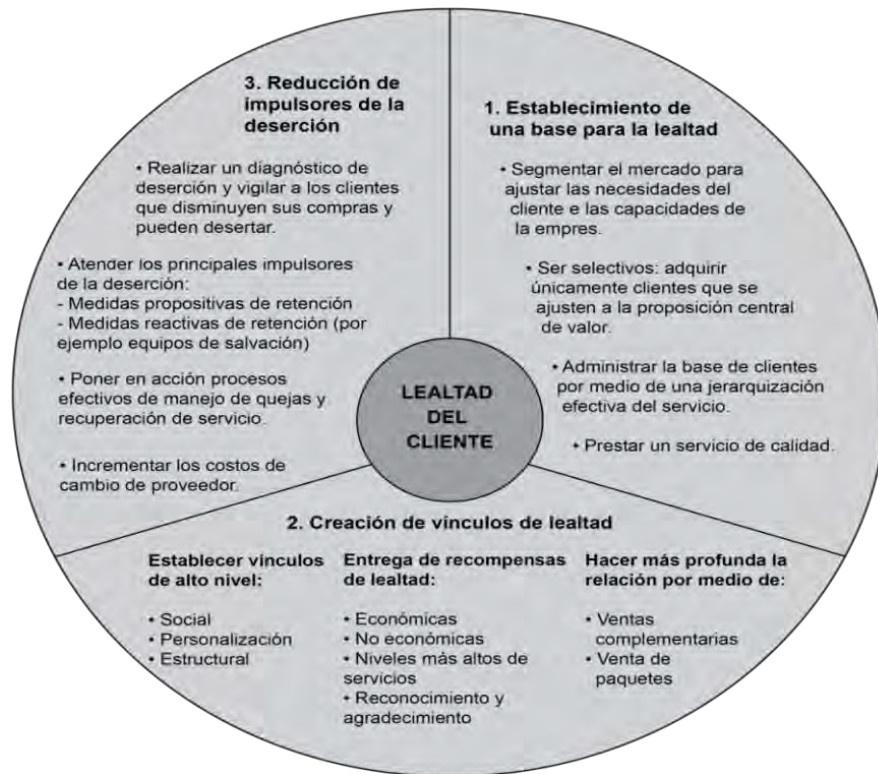 3. Reducción de
impulsores de la
deserción
• Realizar un diagnóstico de
deserción y vigilar a los clientes
que disminuyen sus compras y
pueden desertar.
• Atender los principales impulsores
de la deserción:
- Medidas propositivas de retención
- Medidas reactivas de retención (por
ejemplo equipos de salvación)
• Poner en acción procesos
efectivos de manejo de quejas y
recuperación de servicio.
• Incrementar los costos de
cambio de proveedor.
1. Establecimiento de
una base para la lealtad
• Segmentar el mercado para
ajustar las necesidades del
cliente e las capacidades de
la empres.
• Ser selectivos: adquirir
únicamente clientes que se
ajusten a la proposición central
de valor.
• Administrar la base de clientes
por medio de una jerarquización
efectiva del servicio.
• Prestar un servicio de calidad.
LEALTAD
DEL
CLIENTE
2. Creación de vínculos de lealtad
Establecer vínculos
de alto nivel:
• Social
• Personalización
• Estructural
Entrega de recompensas
de lealtad:
• Económicas
• No económicas
• Niveles más altos de
servicios
• Reconocimiento y
agradecimiento
Hacer más profunda la
relación por medio de:
• Ventas
complementarias
• Venta de
paquetes